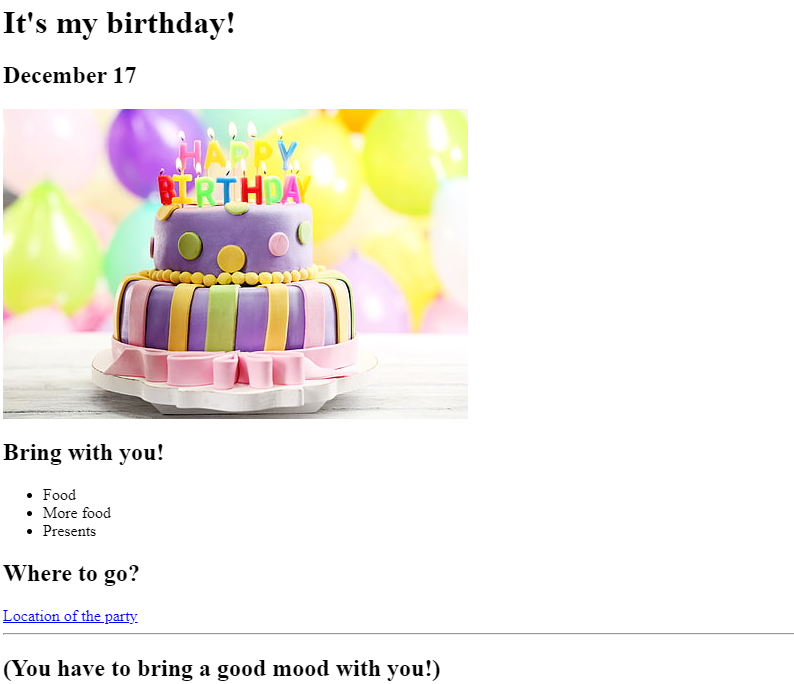 It's my birthday!
December 17
HAPPY
BIRTHDAY
Bring with you!
Food
More food
Presents
Where to go?
Location of the party
(You have to bring a good mood with you!)